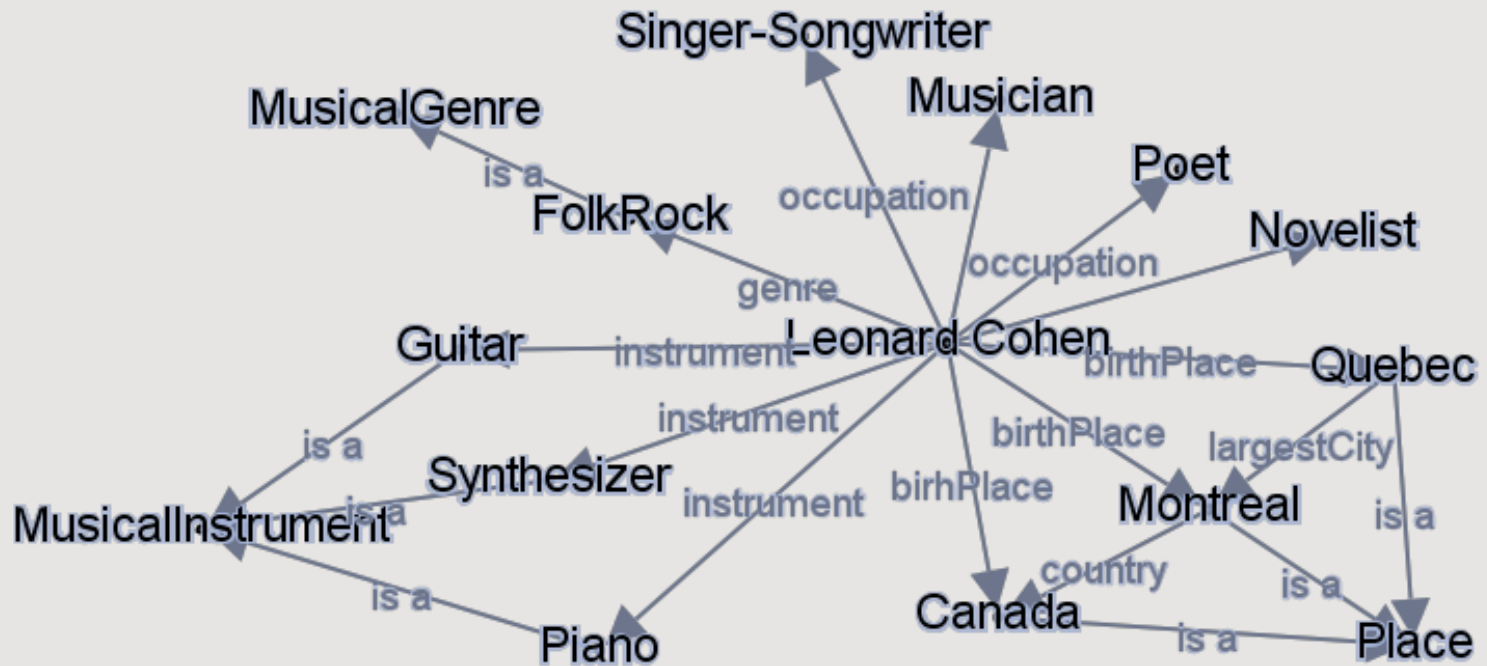 Singer-Songwriter
MusicalGenre
Musician
is a
Poet
occupation
FolkRock
Novelist
occupation
genre
Guitar
instrument
Leonard Cohen
birthPlace
Quebec
instrument
birthPlace
is a
largestCity
Synthesizer
birhPlace
instrument
Montreal
is a
MusicalInstrument
is a
country
is a
is a
Canada
Piano
is a
Place